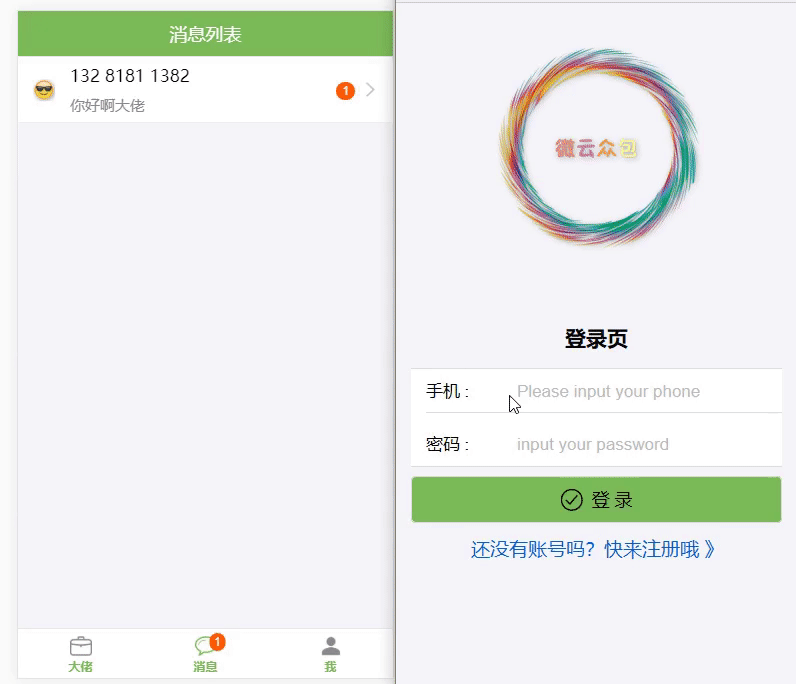 消息列表
132 8181 1382
1
你好啊大佬
大佬
1
消息
我
微云众包
登录页
手机 :
Please input your phone
密码 :
input your password
登 录
还没有账号吗？快来注册哦 》